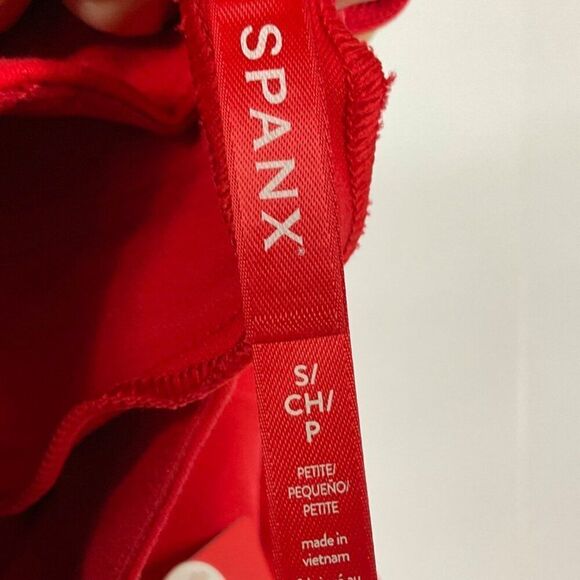 SPANX®
S/
CH/
P
PETITE/
PEQUEÑO/
PETITE
made in
vietnam